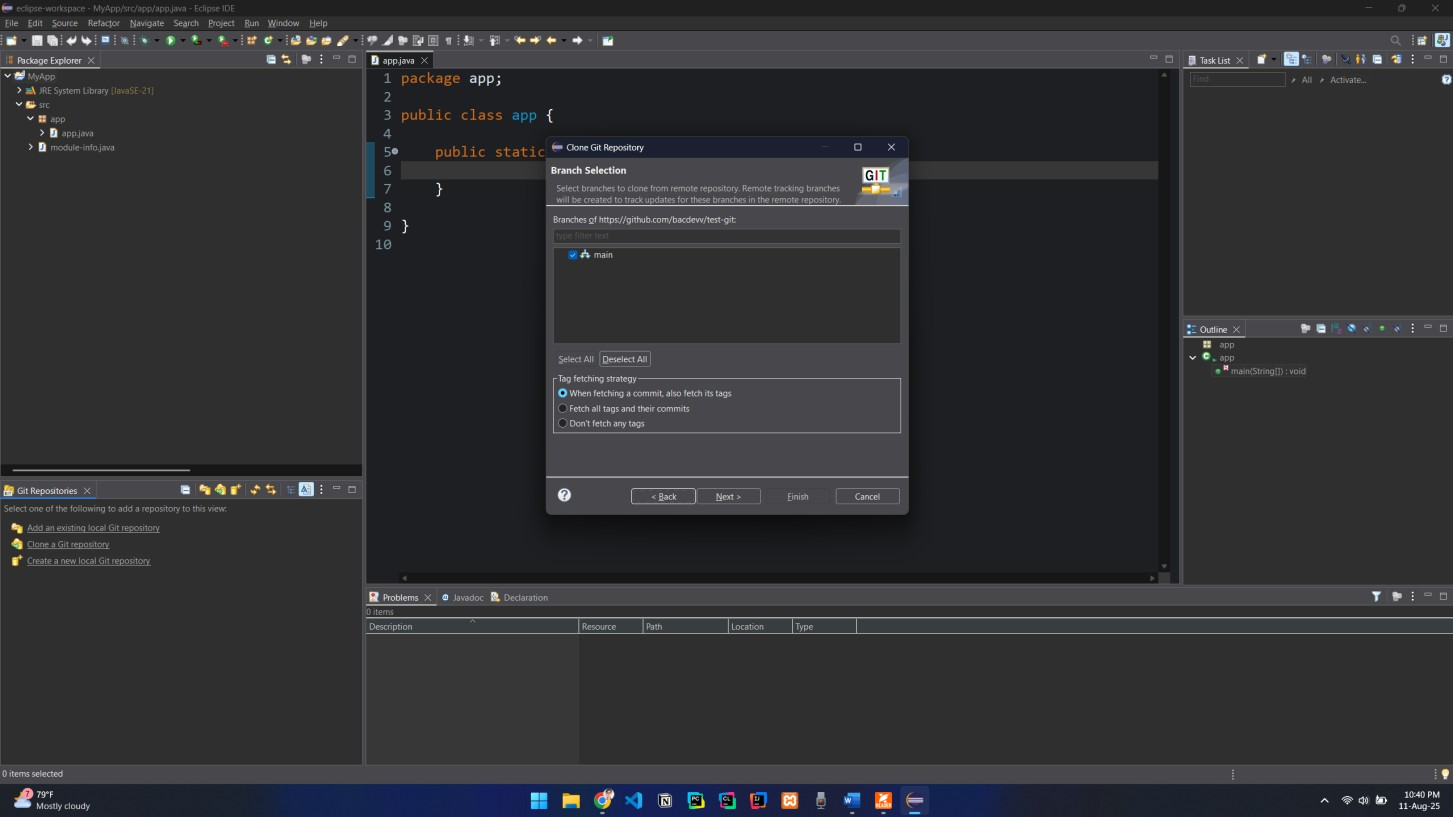 eclipse-workspace - MyApp/src/app/app.java - Eclipse IDE
File Edit Source Refactor Navigate Search Project Run Window Help
Package Explorer
MyApp
JRE System Library [JavaSE-21]
src
app
app.java
module-info.java
app.java
1 package app;
2
3 public class app {
4
5 public static
6
7 }
8
9 }
10
Clone Git Repository
Branch Selection
GIT
Select branches to clone from remote repository. Remote tracking branches
will be created to track updates for these branches in the remote repository.
Branches of https://github.com/bacdevv/test-git:
type filter text
main
Select All Deselect All
Tag fetching strategy
When fetching a commit, also fetch its tags
Fetch all tags and their commits
Don't fetch any tags
< Back Next > Finish Cancel
Task List
Find All Activate...
Outline
app
app
main(String[]) : void
Git Repositories
Select one of the following to add a repository to this view:
Add an existing local Git repository
Clone a Git repository
Create a new local Git repository
Problems Javadoc Declaration
0 items
Description Resource Path Location Type
0 items selected
7
79°F
Mostly cloudy
10:40 PM
11-Aug-25